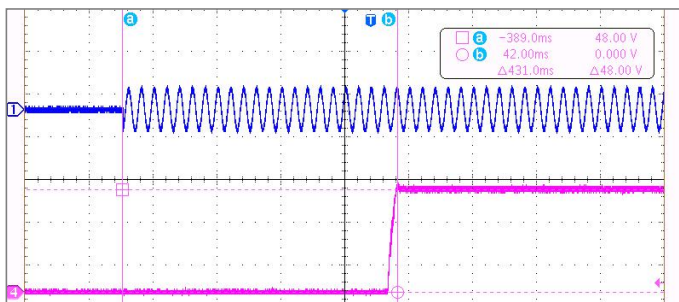 a
T b
a -389.0ms 48.00 V
b 42.00ms 0.000 V
Δ431.0ms Δ48.00 V
1
4